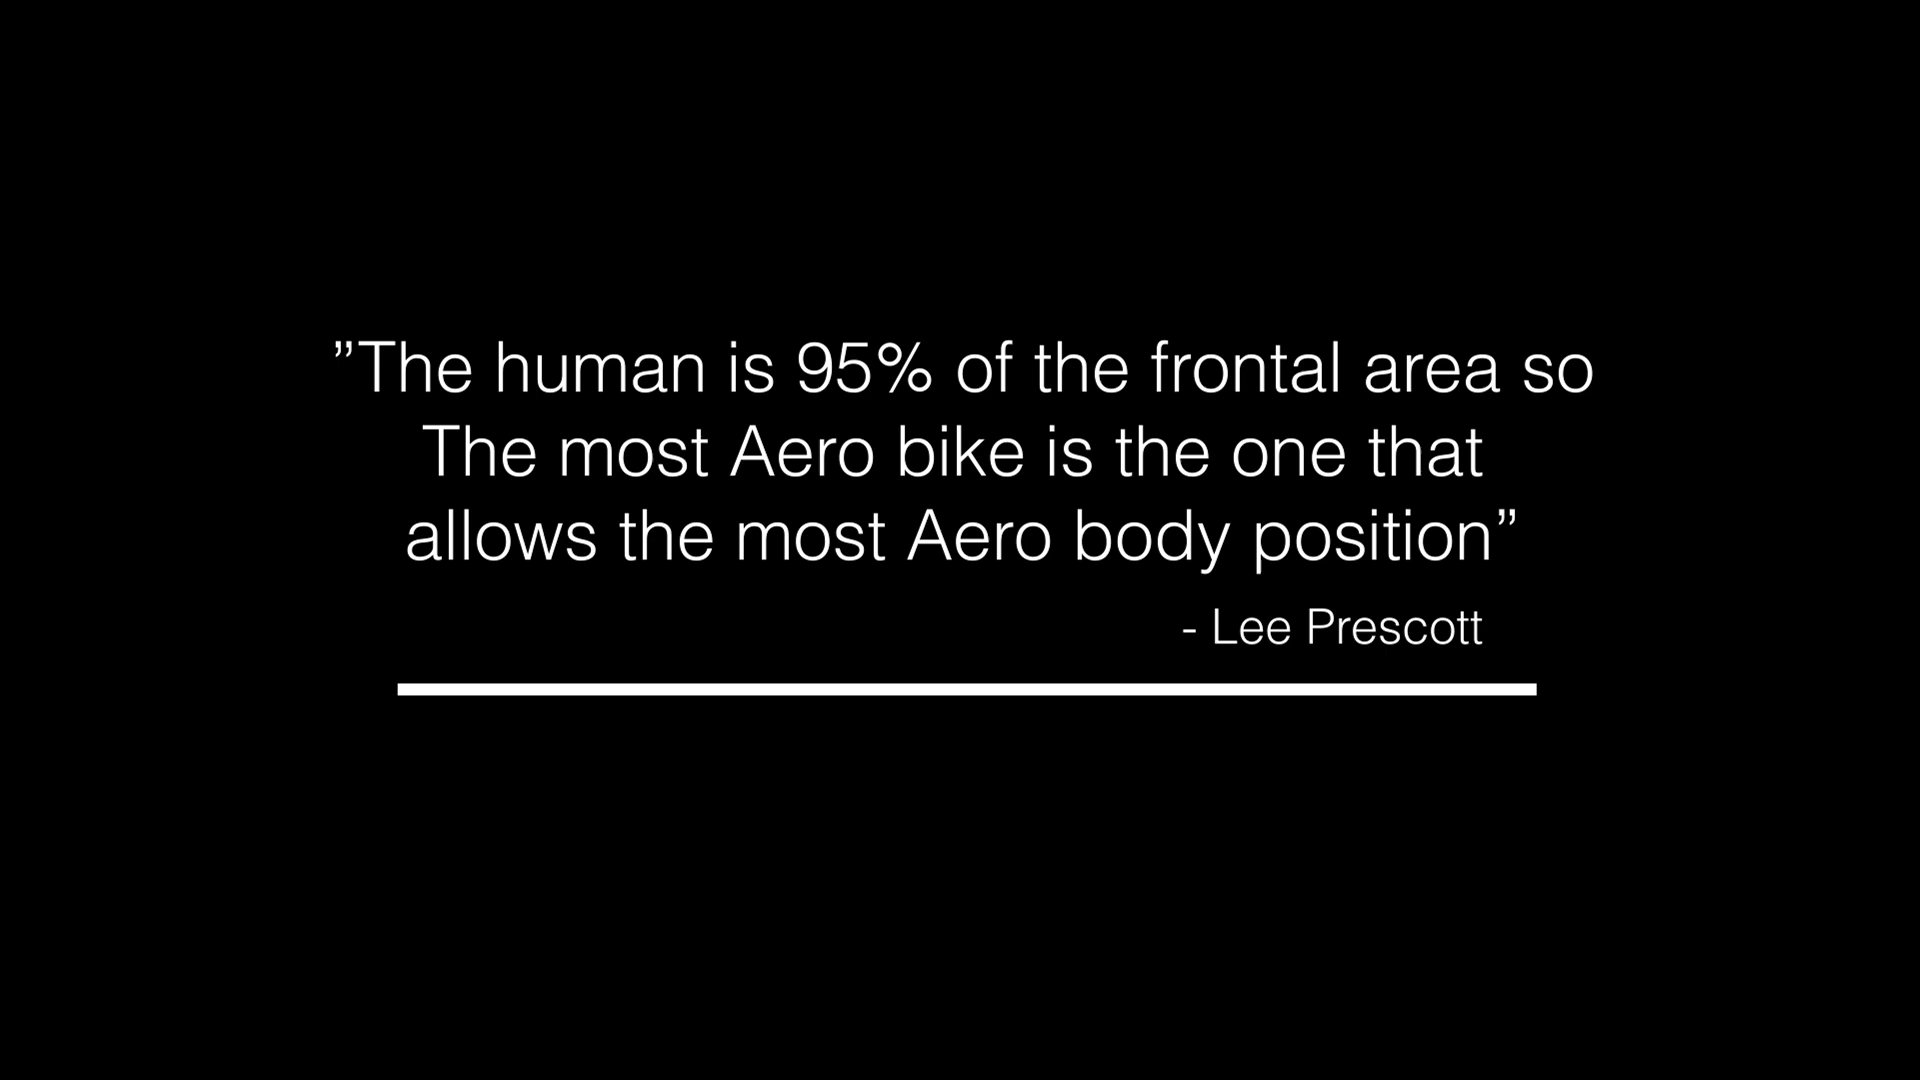 ”The human is 95% of the frontal area so
The most Aero bike is the one that
allows the most Aero body position”
- Lee Prescott